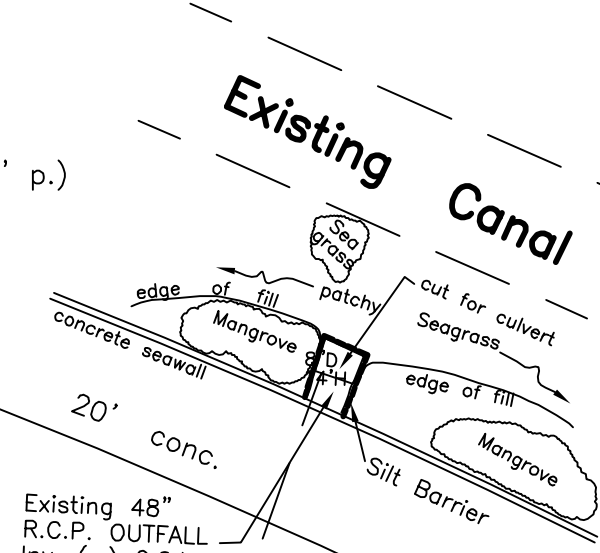 Existing Canal
' p.)
Sea
grass
patchy
edge of fill
cut for culvert
Seagrass
Mangrove
concrete seawall
8'D
4'H
edge of fill
20' conc.
Mangrove
Silt Barrier
Existing 48"
R.C.P. OUTFALL